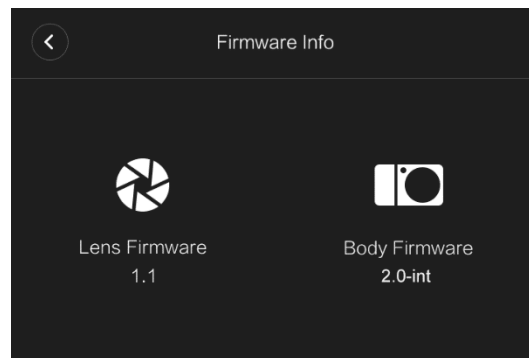 Firmware Info
Lens Firmware
1.1
Body Firmware
2.0-int